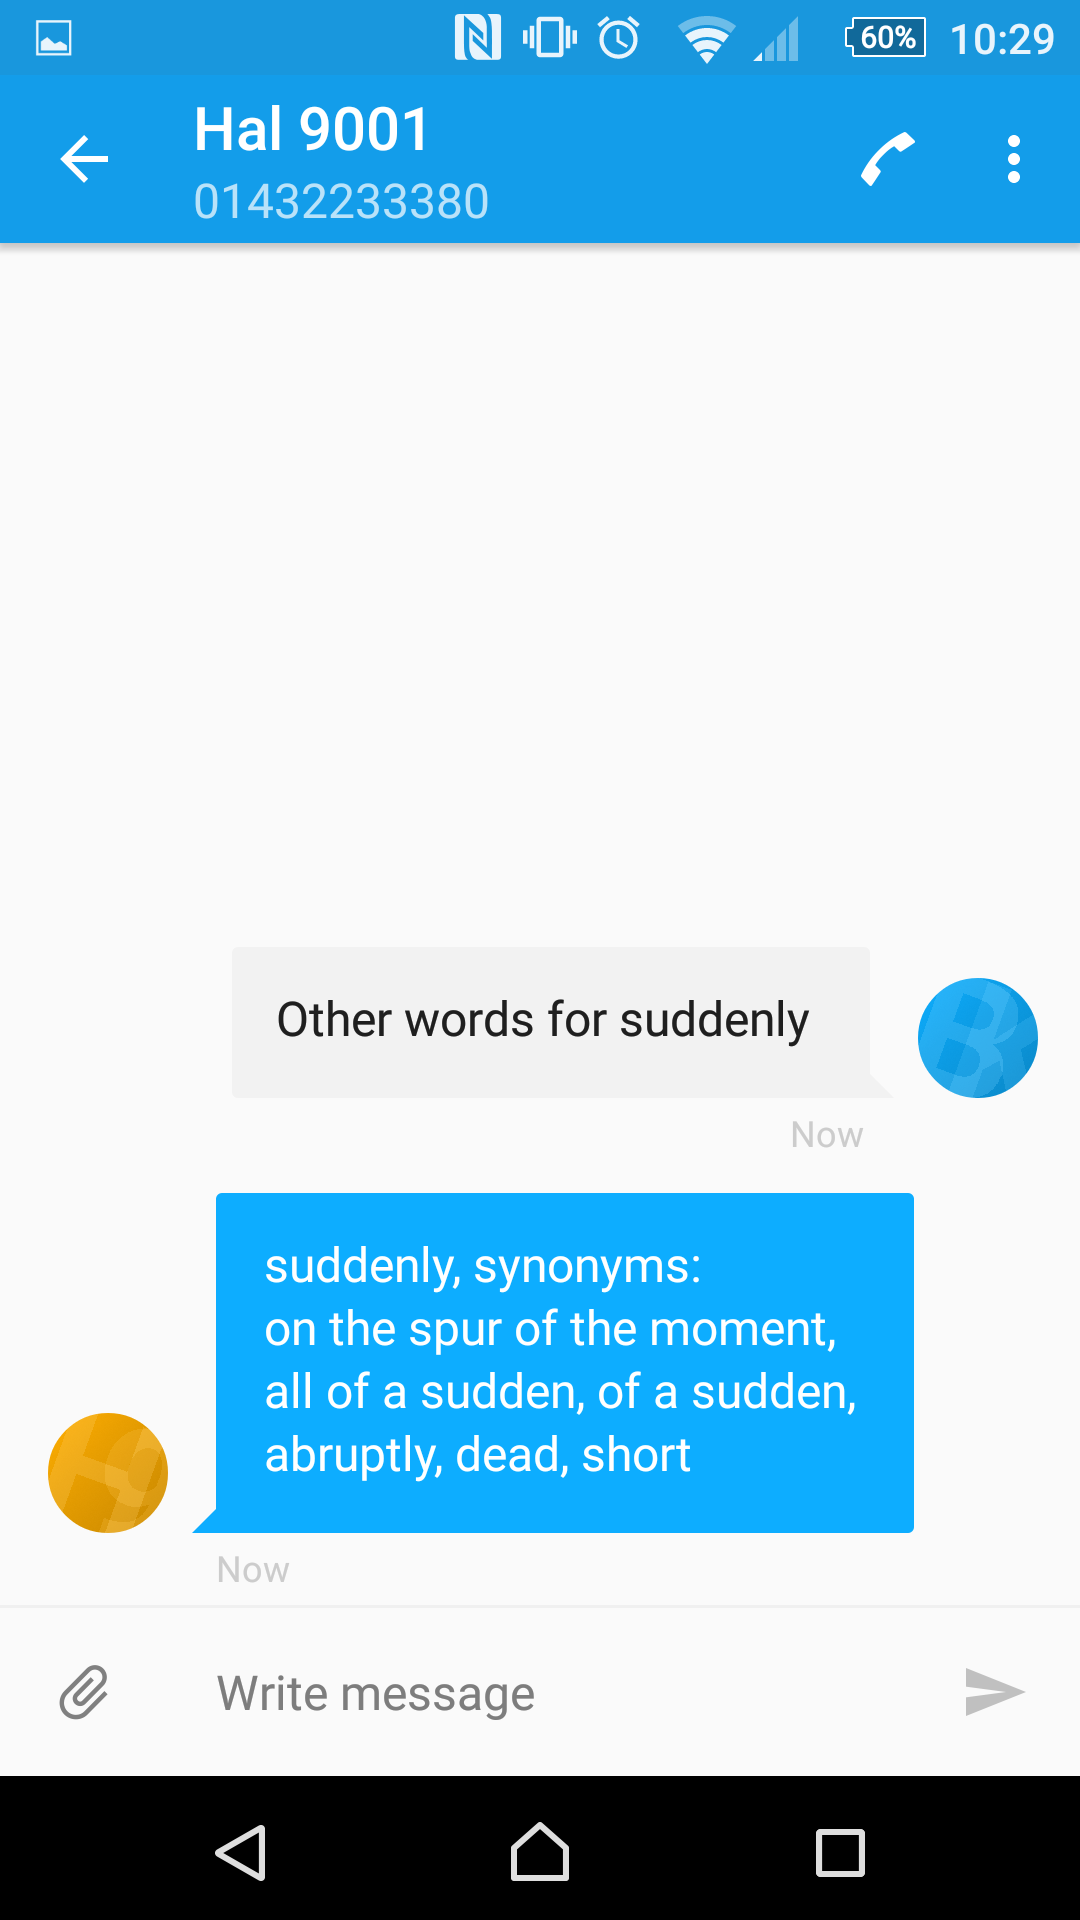 60% 10:29
Hal 9001
01432233380
Other words for suddenly
Now
suddenly, synonyms:
on the spur of the moment,
all of a sudden, of a sudden,
abruptly, dead, short
Now
Write message